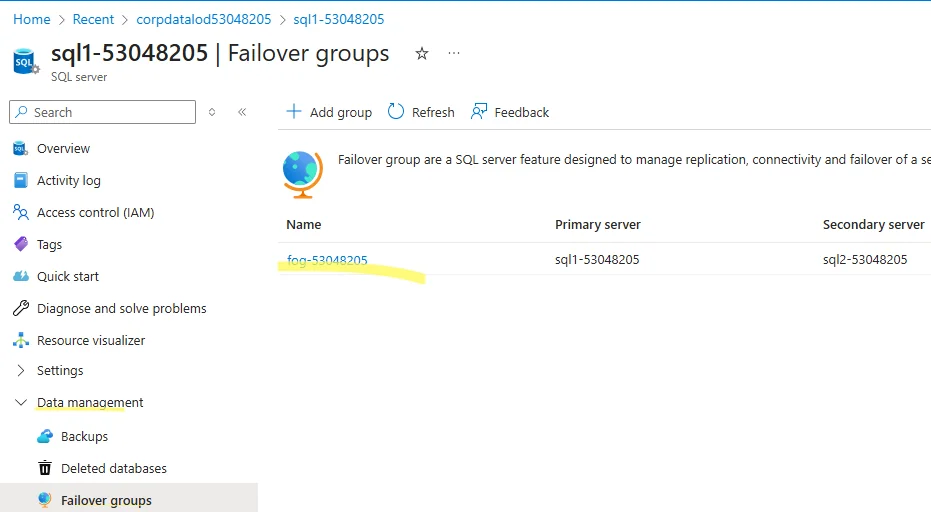 Home > Recent > corpdatalod53048205 > sql1-53048205
sql1-53048205 | Failover groups
SQL
SQL server
Search
Add group Refresh Feedback
Overview
Activity log
Access control (IAM)
Tags
Quick start
Diagnose and solve problems
Resource visualizer
Settings
Data management
Backups
Deleted databases
Failover groups
Failover group are a SQL server feature designed to manage replication, connectivity and failover of a se
Name Primary server Secondary server
fog-53048205 sql1-53048205 sql2-53048205